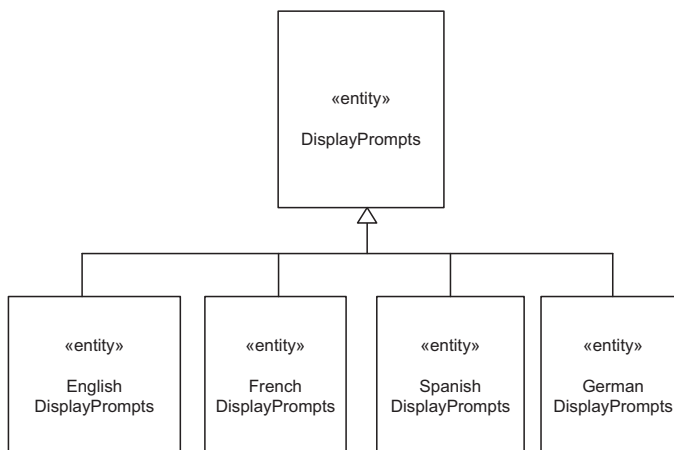 «entity»
DisplayPrompts
«entity»
English
DisplayPrompts
«entity»
French
DisplayPrompts
«entity»
Spanish
DisplayPrompts
«entity»
German
DisplayPrompts